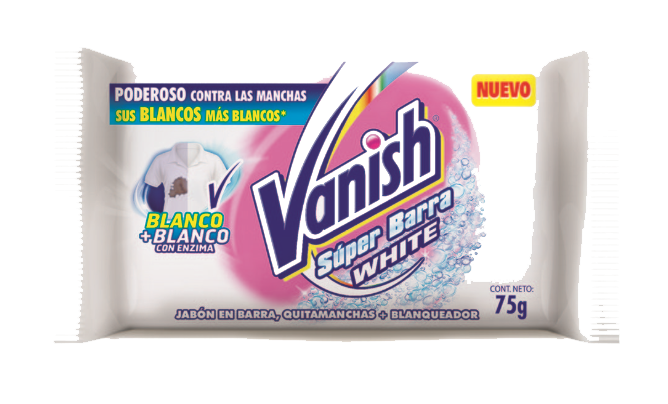 PODEROSO CONTRA LAS MANCHAS
SUS BLANCOS MÁS BLANCOS*
NUEVO
Vanish®
Súper Barra
WHITE
BLANCO
+BLANCO
CON ENZIMA
CONT. NETO:
75g
JABÓN EN BARRA, QUITAMANCHAS + BLANQUEADOR